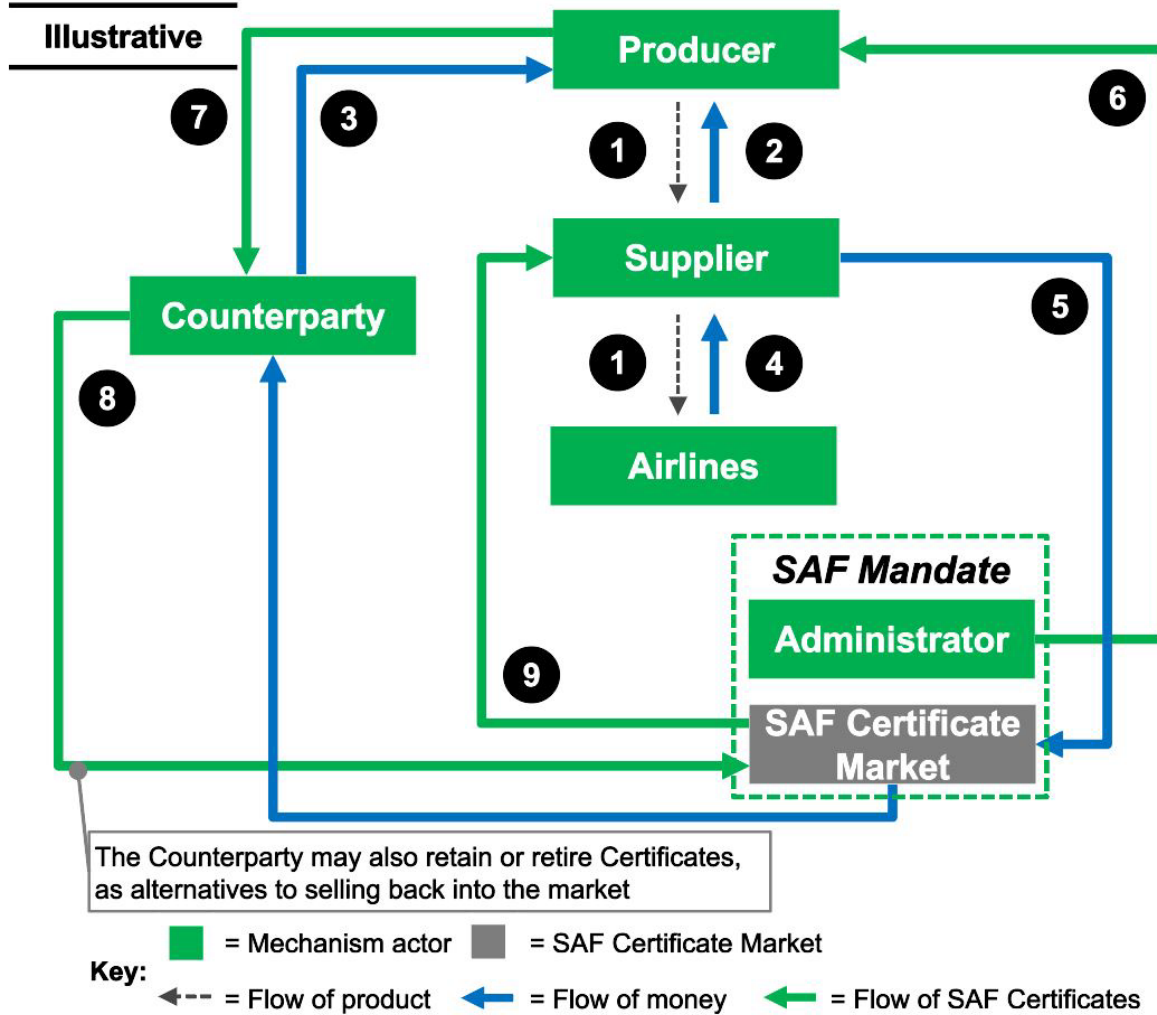 Illustrative
Producer
7
3
6
1
2
Supplier
5
Counterparty
1
4
8
Airlines
SAF Mandate
Administrator
9
SAF Certificate
Market
The Counterparty may also retain or retire Certificates,
as alternatives to selling back into the market
= Mechanism actor
= SAF Certificate Market
Key:
= Flow of product
= Flow of money
= Flow of SAF Certificates